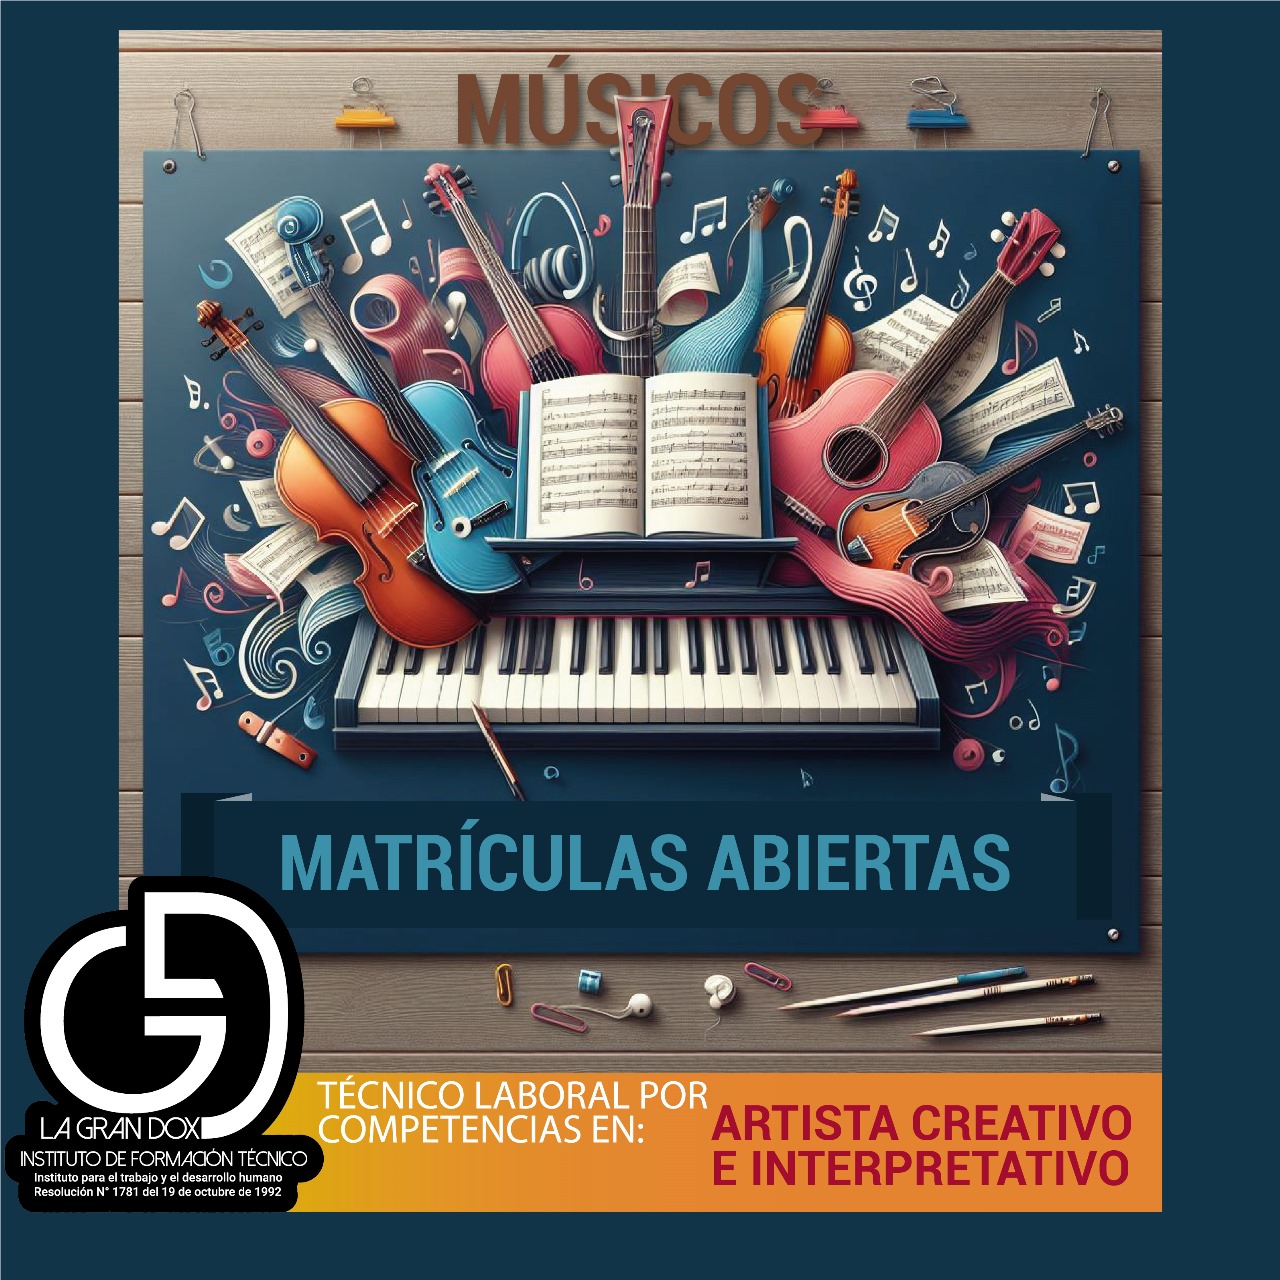 MÚSICOS
MATRÍCULAS ABIERTAS
TÉCNICO LABORAL POR
COMPETENCIAS EN:
ARTISTA CREATIVO
E INTERPRETATIVO
GD
LA GRAN DOX
INSTITUTO DE FORMACIÓN TÉCNICO
Instituto para el trabajo y el desarrollo humano
Resolución N° 1781 del 19 de octubre de 1992